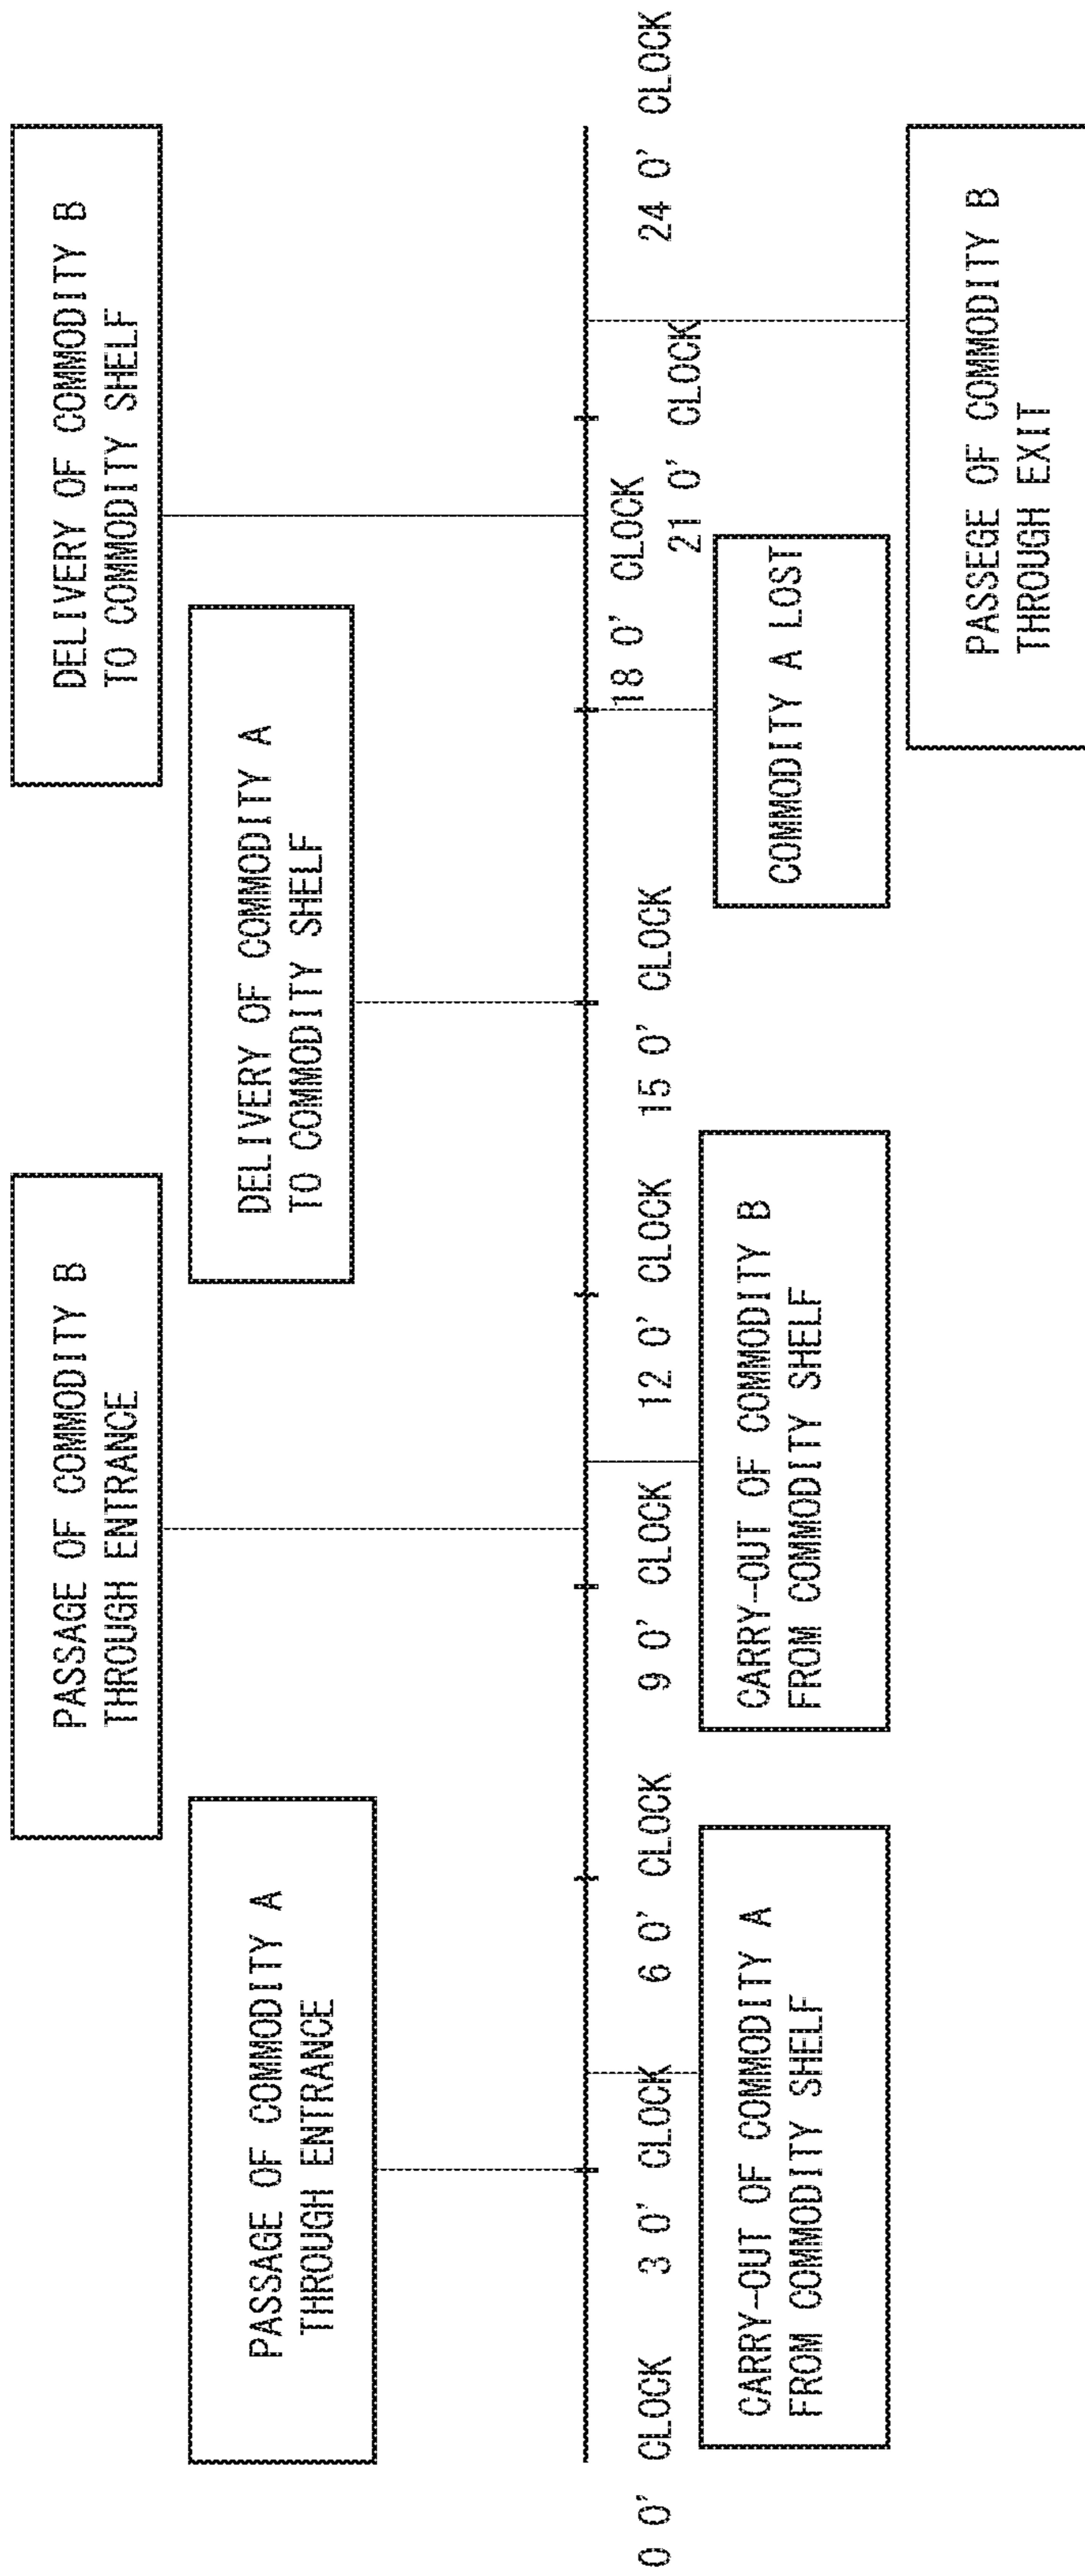 PASSAGE OF COMMODITY B
THROUGH ENTRANCE
DELIVERY OF COMMODITY B
TO COMMODITY SHELF
PASSAGE OF COMMODITY A
THROUGH ENTRANCE
DELIVERY OF COMMODITY A
TO COMMODITY SHELF
0 O' CLOCK
3 O' CLOCK
6 O' CLOCK
9 O' CLOCK
12 O' CLOCK
15 O' CLOCK
18 O' CLOCK
21 O' CLOCK
24 O' CLOCK
CARRY-OUT OF COMMODITY A
FROM COMMODITY SHELF
CARRY-OUT OF COMMODITY B
FROM COMMODITY SHELF
COMMODITY A LOST
PASSEGE OF COMMODITY B
THROUGH EXIT